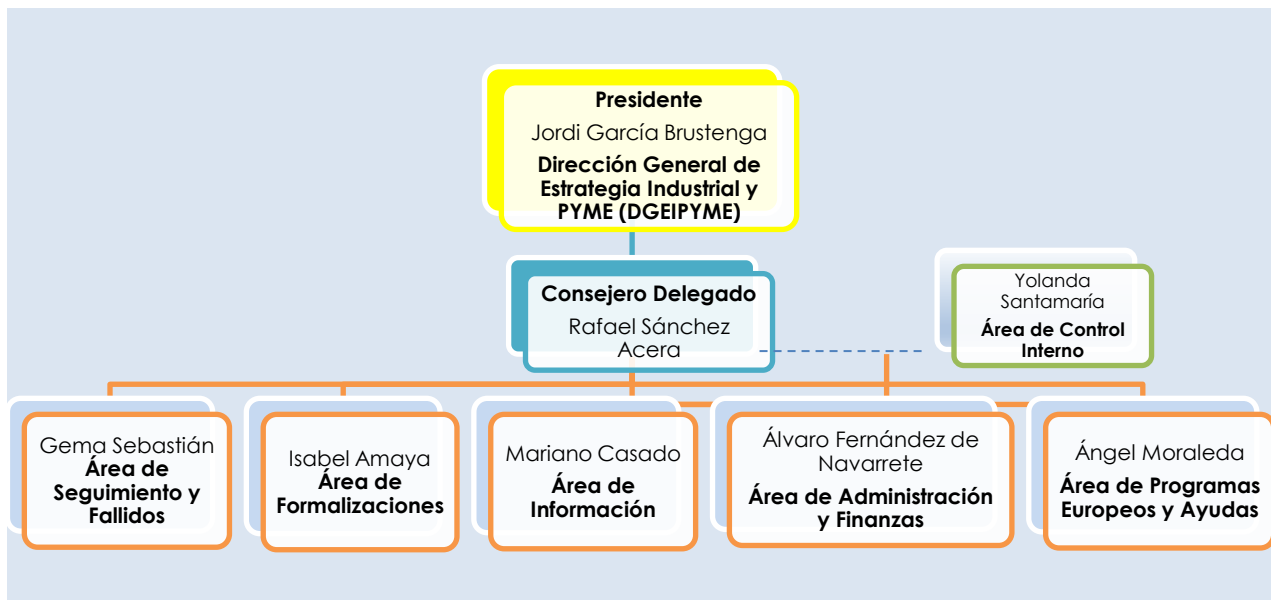 Presidente
Jordi García Brustenga
Dirección General de
Estrategia Industrial y
PYME (DGEIPYME)
Consejero Delegado
Rafael Sánchez
Acera
Yolanda
Santamaría
Área de Control
Interno
Gema Sebastián
Área de
Seguimiento y
Fallidos
Isabel Amaya
Área de
Formalizaciones
Mariano Casado
Área de
Información
Álvaro Fernández de
Navarrete
Área de Administración
y Finanzas
Ángel Moraleda
Área de Programas
Europeos y Ayudas